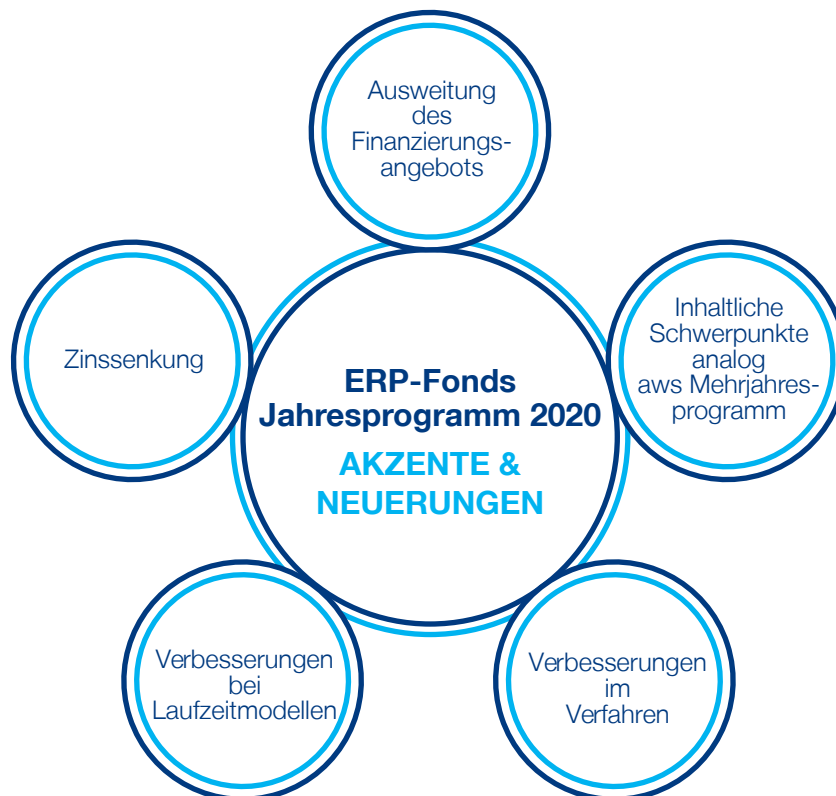 Ausweitung
des
Finanzierungs-
angebots
Inhaltliche
Schwerpunkte
analog
aws Mehrjahres-
programm
Zinssenkung
ERP-Fonds
Jahresprogramm 2020
AKZENTE &
NEUERUNGEN
Verbesserungen
bei
Laufzeitmodellen
Verbesserungen
im
Verfahren